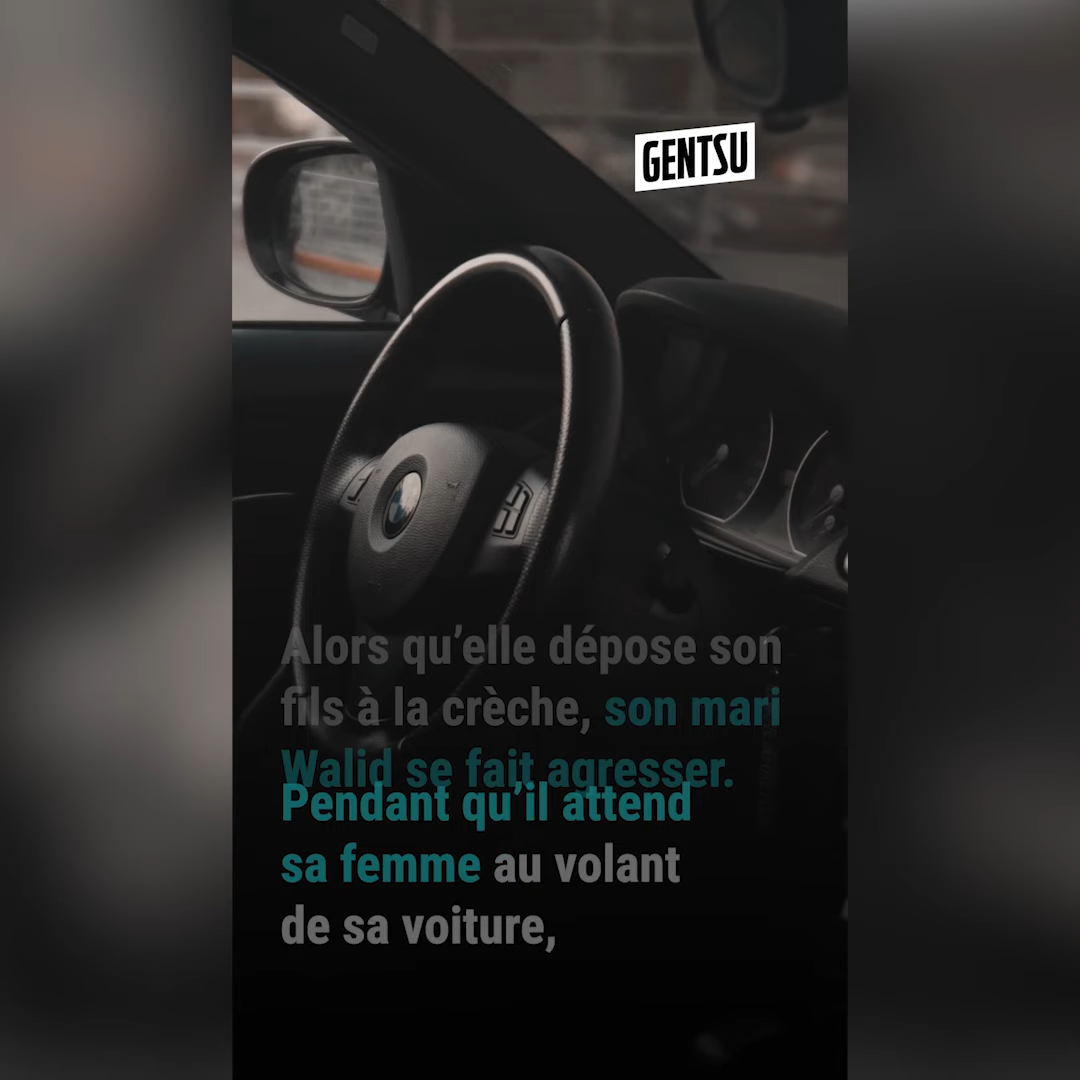 GENTSU
Alors qu’elle dépose son
fils à la crèche, son mari
Walid se fait agresser.
Pendant qu’il attend
sa femme au volant
de sa voiture,